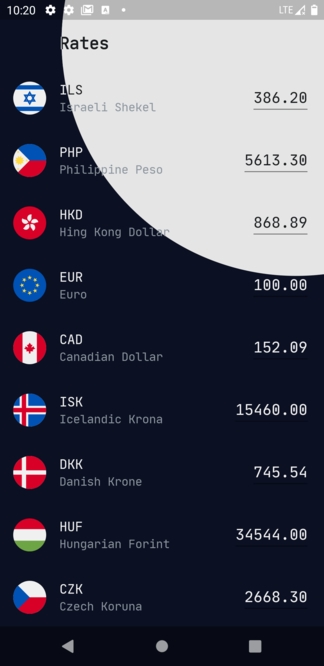 10:20
LTE
Rates
ILS
Israeli Shekel
386.20
PHP
Philippine Peso
5613.30
HKD
Hing Kong Dollar
868.89
EUR
Euro
100.00
CAD
Canadian Dollar
152.09
ISK
Icelandic Krona
15460.00
DKK
Danish Krone
745.54
HUF
Hungarian Forint
34544.00
CZK
Czech Koruna
2668.30